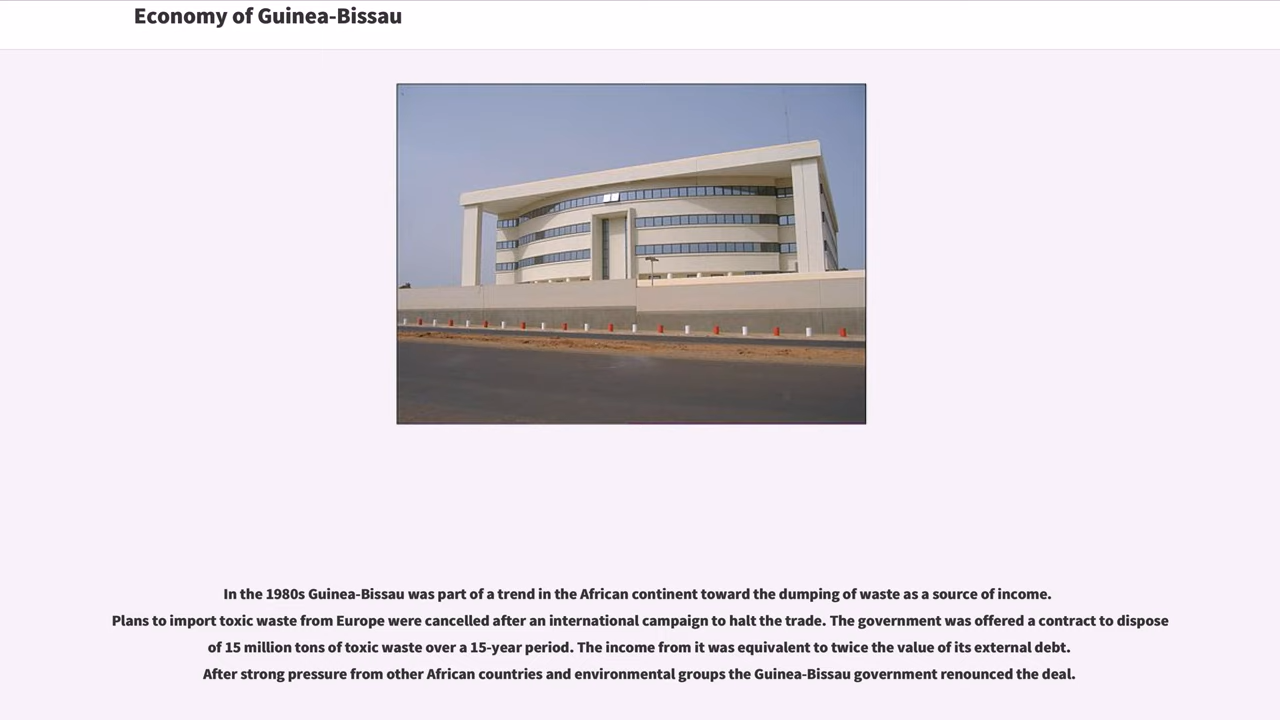 Economy of Guinea-Bissau
In the 1980s Guinea-Bissau was part of a trend in the African continent toward the dumping of waste as a source of income.
Plans to import toxic waste from Europe were cancelled after an international campaign to halt the trade. The government was offered a contract to dispose
of 15 million tons of toxic waste over a 15-year period. The income from it was equivalent to twice the value of its external debt.
After strong pressure from other African countries and environmental groups the Guinea-Bissau government renounced the deal.